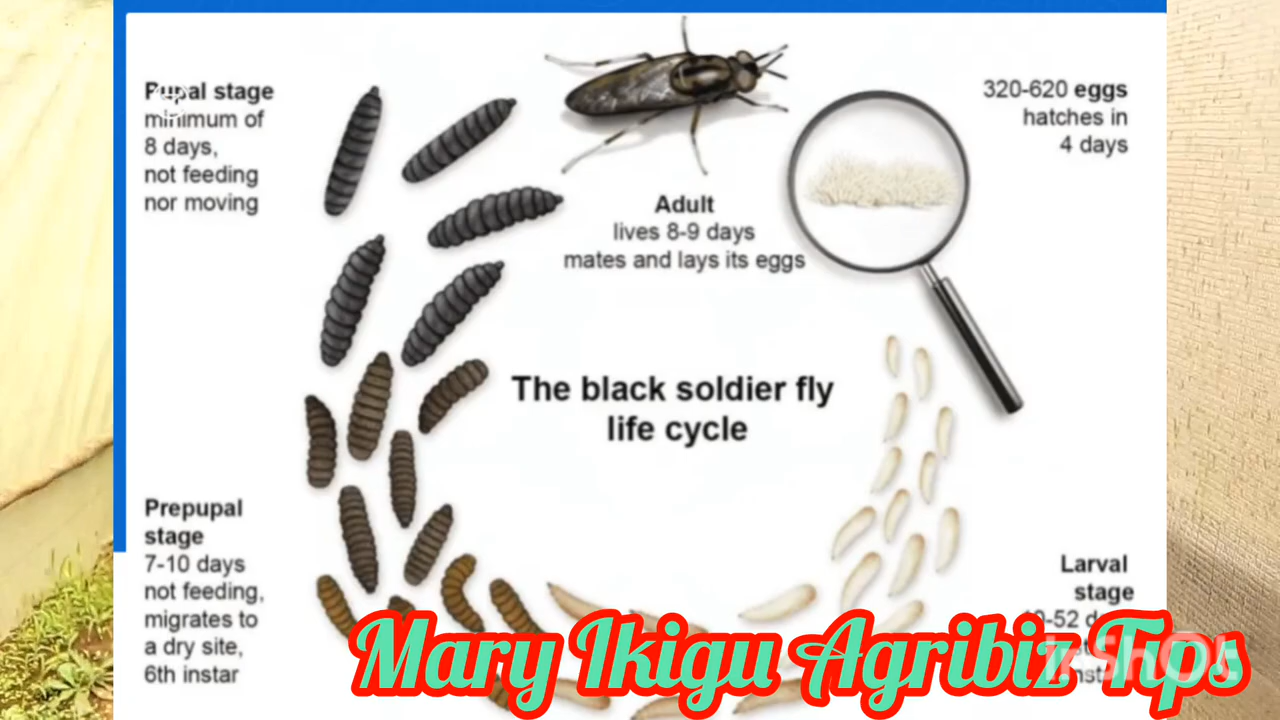 Pupal stage
minimum of
8 days,
not feeding
nor moving
320-620 eggs
hatches in
4 days
Adult
lives 8-9 days
mates and lays its eggs
The black soldier fly
life cycle
Prepupal
stage
7-10 days
not feeding,
migrates to
a dry site,
6th instar
Larval
stage
Mary Ikigu Agribiz Tips
InShOt